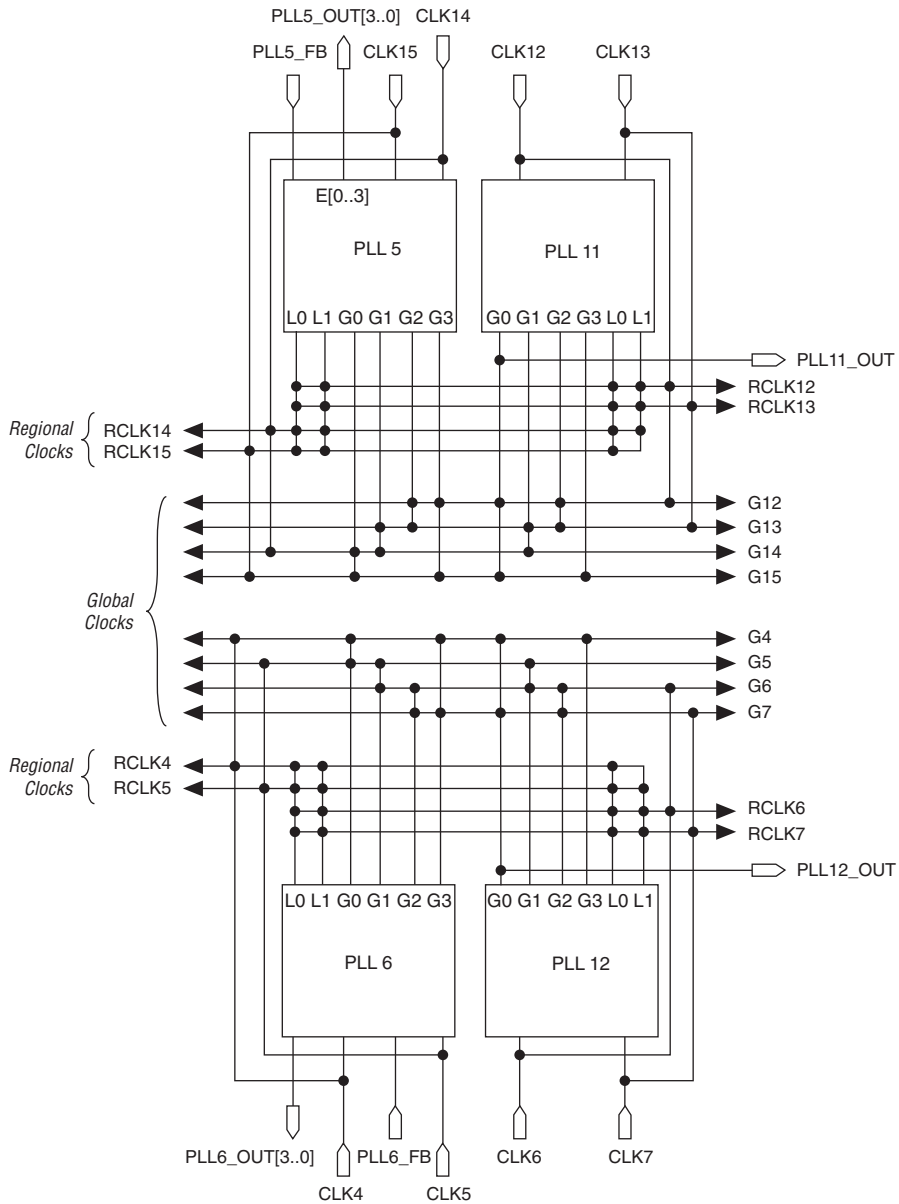 PLL5_OUT[3..0] CLK14
PLL5_FB CLK15 CLK12 CLK13
E[0..3]
PLL 5 PLL 11
L0 L1 G0 G1 G2 G3 G0 G1 G2 G3 L0 L1
PLL11_OUT
RCLK12
RCLK13
Regional
Clocks
RCLK14
RCLK15
G12
G13
G14
G15
Global
Clocks
G4
G5
G6
G7
Regional
Clocks
RCLK4
RCLK5
RCLK6
RCLK7
PLL12_OUT
L0 L1 G0 G1 G2 G3 G0 G1 G2 G3 L0 L1
PLL 6 PLL 12
PLL6_OUT[3..0] PLL6_FB CLK6 CLK7
CLK4 CLK5